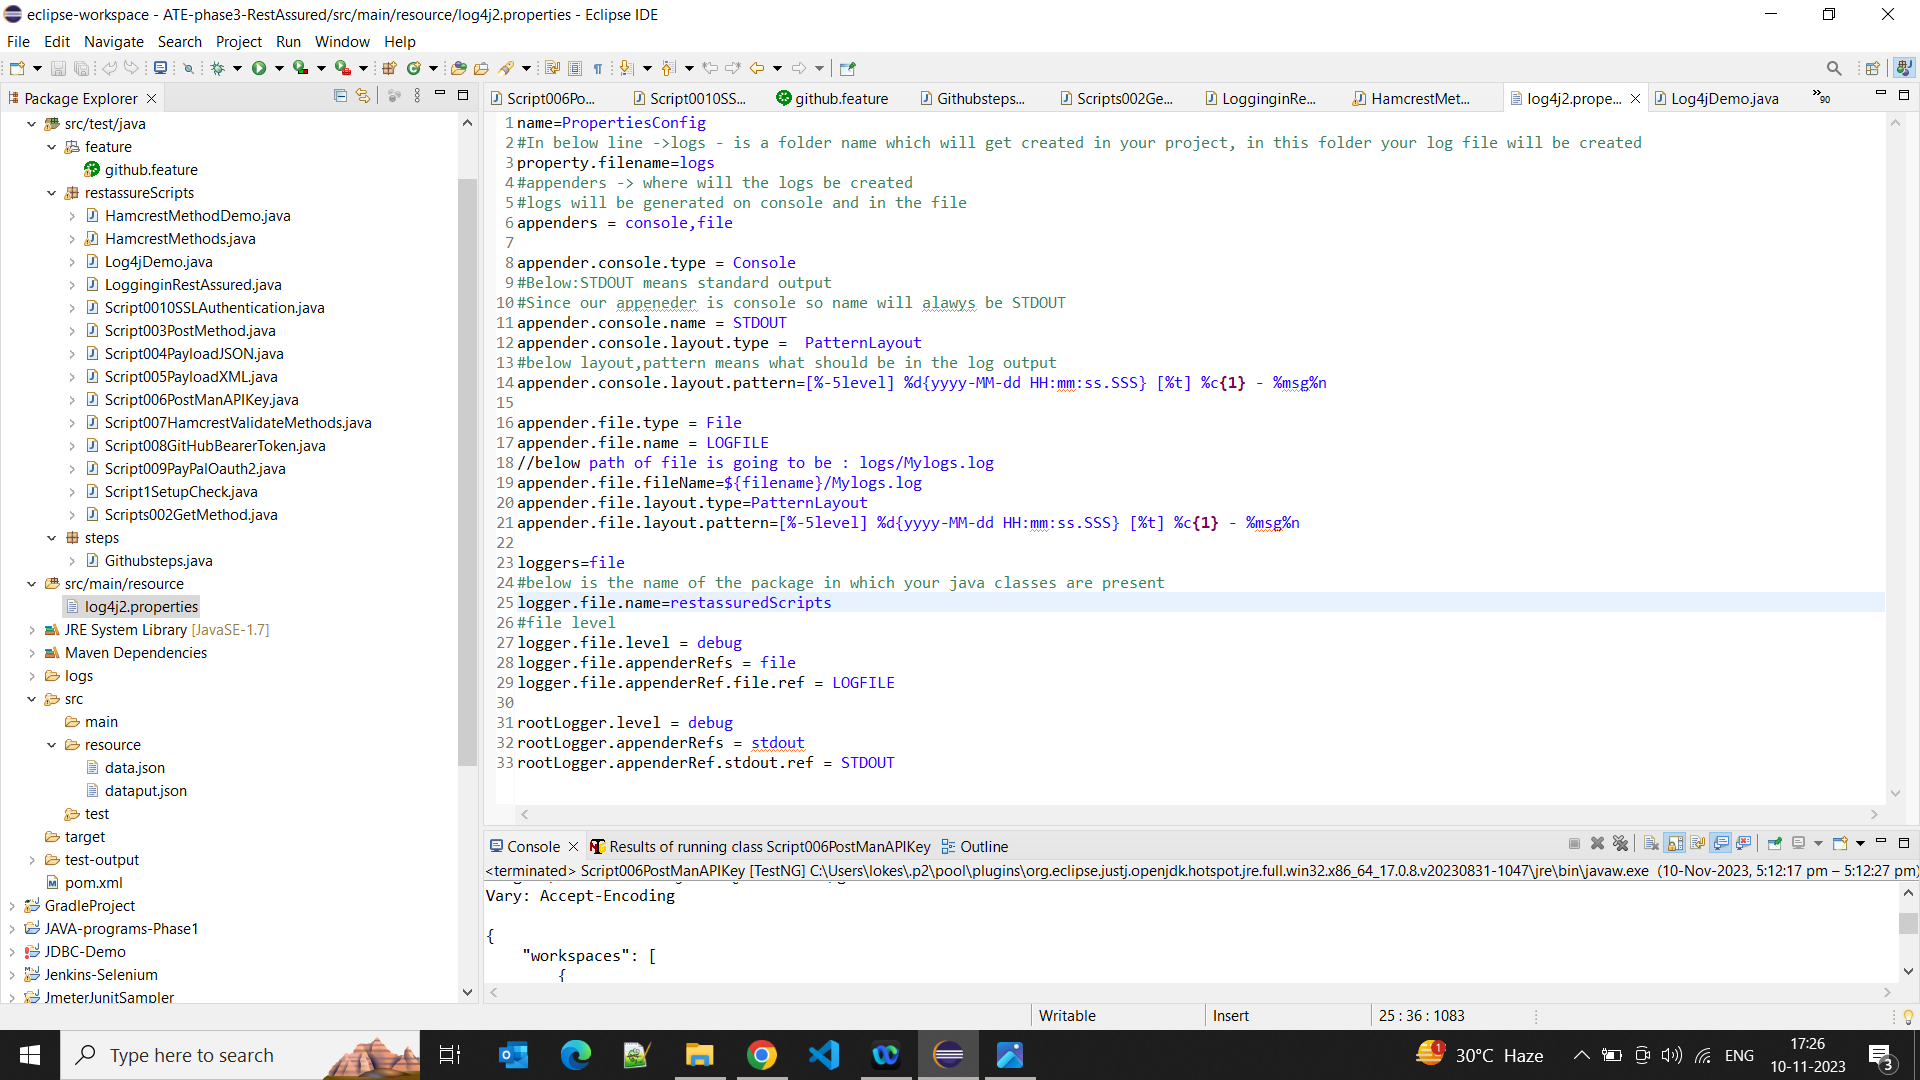 eclipse-workspace - ATE-phase3-RestAssured/src/main/resource/log4j2.properties - Eclipse IDE
File Edit Navigate Search Project Run Window Help
Package Explorer
src/test/java
feature
github.feature
restassureScripts
HamcrestMethodDemo.java
HamcrestMethods.java
Log4jDemo.java
LogginginRestAssured.java
Script0010SSLAuthentication.java
Script003PostMethod.java
Script004PayloadJSON.java
Script005PayloadXML.java
Script006PostManAPIKey.java
Script007HamcrestValidateMethods.java
Script008GitHubBearerToken.java
Script009PayPalOauth2.java
Script1SetupCheck.java
Scripts002GetMethod.java
steps
Githubsteps.java
src/main/resource
log4j2.properties
JRE System Library [JavaSE-1.7]
Maven Dependencies
logs
src
main
resource
data.json
dataput.json
test
target
test-output
pom.xml
GradleProject
JAVA-programs-Phase1
JDBC-Demo
Jenkins-Selenium
JmeterJunitSampler
Script006Po... Script0010SS... github.feature Githubsteps... Scripts002Ge... LogginginRe... HamcrestMet... log4j2.prope... Log4jDemo.java 90
1 name=PropertiesConfig
2 #In below line ->logs - is a folder name which will get created in your project, in this folder your log file will be created
3 property.filename=logs
4 #appenders -> where will the logs be created
5 #logs will be generated on console and in the file
6 appenders = console,file
7
8 appender.console.type = Console
9 #Below:STDOUT means standard output
10 #Since our appeneder is console so name will alawys be STDOUT
11 appender.console.name = STDOUT
12 appender.console.layout.type =  PatternLayout
13 #below layout,pattern means what should be in the log output
14 appender.console.layout.pattern=[%-5level] %d{yyyy-MM-dd HH:mm:ss.SSS} [%t] %c{1} - %msg%n
15
16 appender.file.type = File
17 appender.file.name = LOGFILE
18 //below path of file is going to be : logs/Mylogs.log
19 appender.file.fileName=${filename}/Mylogs.log
20 appender.file.layout.type=PatternLayout
21 appender.file.layout.pattern=[%-5level] %d{yyyy-MM-dd HH:mm:ss.SSS} [%t] %c{1} - %msg%n
22
23 loggers=file
24 #below is the name of the package in which your java classes are present
25 logger.file.name=restassuredScripts
26 #file level
27 logger.file.level = debug
28 logger.file.appenderRefs = file
29 logger.file.appenderRef.file.ref = LOGFILE
30
31 rootLogger.level = debug
32 rootLogger.appenderRefs = stdout
33 rootLogger.appenderRef.stdout.ref = STDOUT
Console Results of running class Script006PostManAPIKey Outline
<terminated> Script006PostManAPIKey [TestNG] C:\Users\lokes\.p2\pool\plugins\org.eclipse.justj.openjdk.hotspot.jre.full.win32.x86_64_17.0.8.v20230831-1047\jre\bin\javaw.exe (10-Nov-2023, 5:12:17 pm – 5:12:27 pm)
Vary: Accept-Encoding
{
"workspaces": [
{
Writable Insert 25 : 36 : 1083
Type here to search
1 30°C Haze ENG
17:26
10-11-2023
3